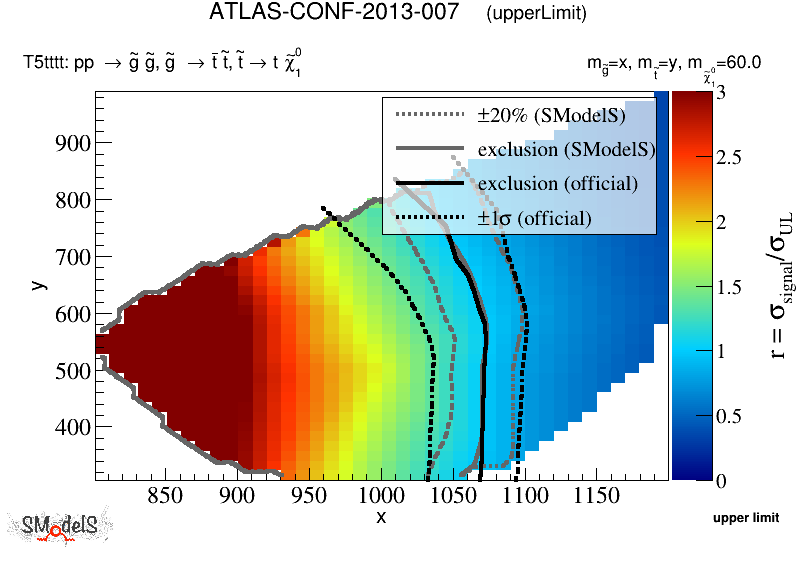 ATLAS-CONF-2013-007 (upperLimit)
T5tttt: pp → g̃ g̃, g̃ → t̄ t̃, t̃ → t χ̃₁⁰
m_g̃=x, m_t̃=y, m_χ̃₁⁰=60.0
±20% (SModelS)
exclusion (SModelS)
exclusion (official)
±1σ (official)
900
800
700
600
500
400
y
850 900 950 1000 1050 1100 1150
x
3
2.5
2
1.5
1
0.5
0
r = σ_signal/σ_UL
SModelS
upper limit